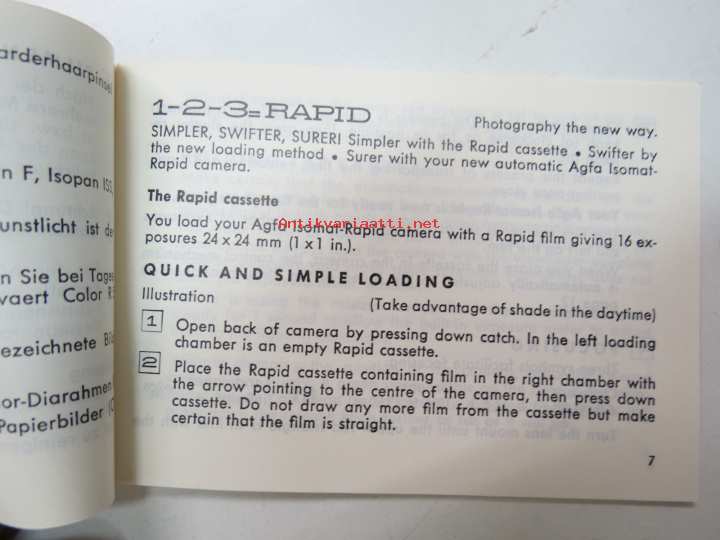 arderhaarpinsel
n F, Isopan ISS,
unstlicht ist de
n Sie bei Tages
vaert Color R
ezeichnete Bil
or-Diarahmen
Papierbilder
1-2-3=RAPID
Photography the new way.
SIMPLER, SWIFTER, SURER! Simpler with the Rapid cassette • Swifter by
the new loading method • Surer with your new automatic Agfa Isomat-
Rapid camera.
The Rapid cassette
You load your Agfa Isomat-Rapid camera with a Rapid film giving 16 ex-
posures 24 x 24 mm (1 x 1 in.).
Antikvariaatti.net
QUICK AND SIMPLE LOADING
Illustration
(Take advantage of shade in the daytime)
1 Open back of camera by pressing down catch. In the left loading
chamber is an empty Rapid cassette.
2 Place the Rapid cassette containing film in the right chamber with
the arrow pointing to the centre of the camera, then press down
cassette. Do not draw any more film from the cassette but make
certain that the film is straight.
7